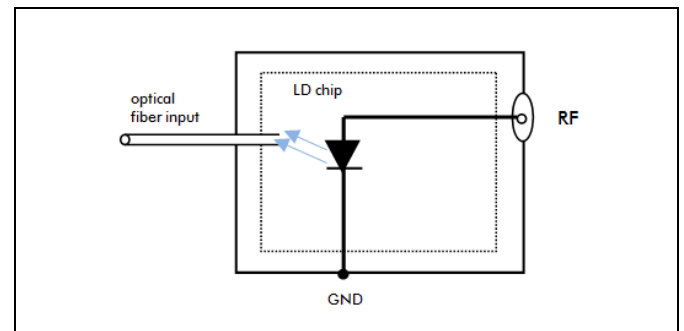 LD chip
optical
fiber input
RF
GND